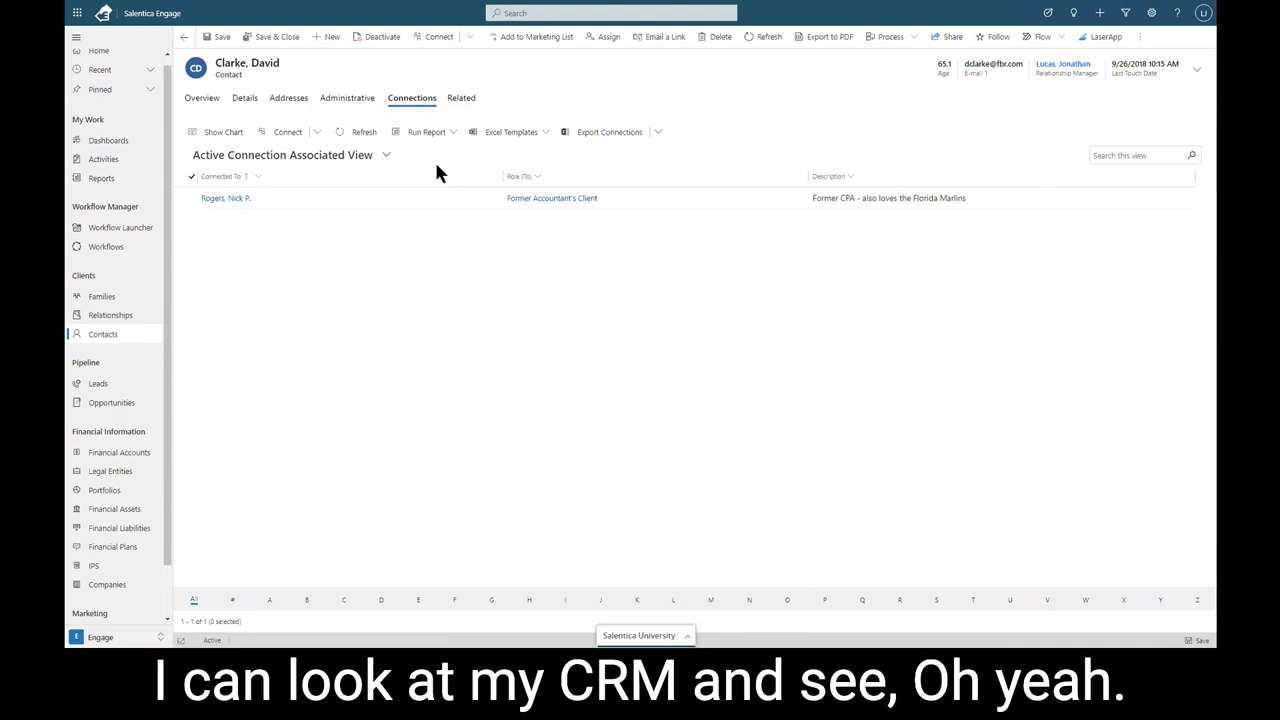 Salentica Engage
Search
Save Save & Close New Deactivate Connect Add to Marketing List Assign Email a Link Delete Refresh Export to PDF Process Share Follow Flow LaserApp
CD
Clarke, David
Contact
65.1
Age
dclarke@fbr.com
E-mail 1
Lucas, Jonathan
Relationship Manager
9/26/2018 10:15 AM
Last Touch Date
Overview Details Addresses Administrative Connections Related
Show Chart Connect Refresh Run Report Excel Templates Export Connections
Active Connection Associated View
Search this view
Connected To Role (To) Description
Rogers, Nick P. Former Accountant's Client Former CPA - also loves the Florida Marlins
Home
Recent
Pinned
My Work
Dashboards
Activities
Reports
Workflow Manager
Workflow Launcher
Workflows
Clients
Families
Relationships
Contacts
Pipeline
Leads
Opportunities
Financial Information
Financial Accounts
Legal Entities
Portfolios
Financial Assets
Financial Liabilities
Financial Plans
IPS
Companies
Marketing
E Engage
All # A B C D E F G H I J K L M N O P Q R S T U V W X Y Z
1 - 1 of 1 (0 selected)
Salentica University
Active
Save
LJ
I can look at my CRM and see, Oh yeah.